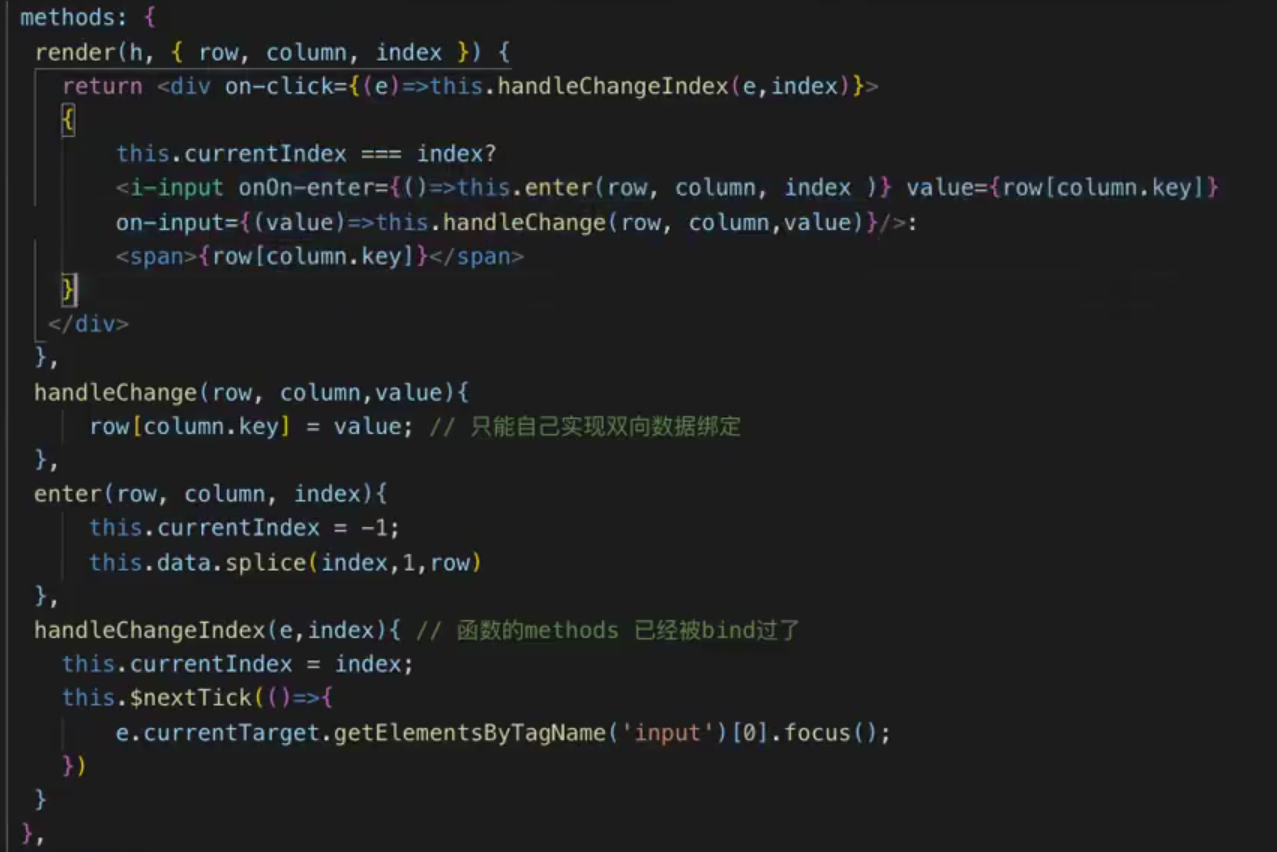 methods: {
render(h, { row, column, index }) {
return <div on-click={(e)=>this.handleChangeIndex(e,index)}>
{
this.currentIndex === index?
<i-input onOn-enter={()=>this.enter(row, column, index )} value={row[column.key]}
on-input={(value)=>this.handleChange(row, column,value)}/>:
<span>{row[column.key]}</span>
}
</div>
},
handleChange(row, column,value){
row[column.key] = value; // 只能自己实现双向数据绑定
},
enter(row, column, index){
this.currentIndex = -1;
this.data.splice(index,1,row)
},
handleChangeIndex(e,index){ // 函数的methods 已经被bind过了
this.currentIndex = index;
this.$nextTick(()=>{
e.currentTarget.getElementsByTagName('input')[0].focus();
})
}
},